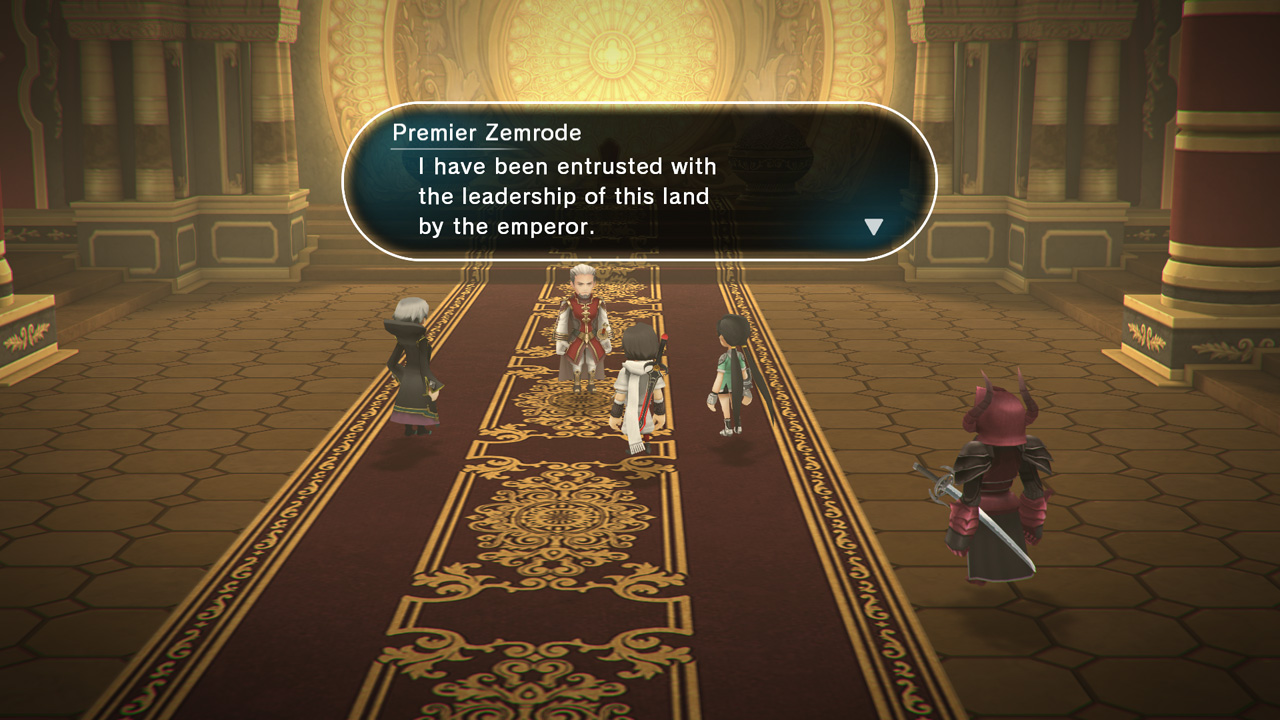 Premier Zemrode
I have been entrusted with
the leadership of this land
by the emperor.